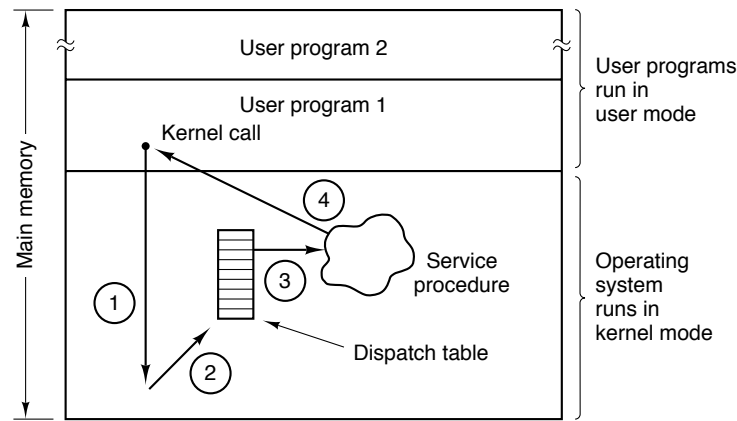 User program 2
User program 1
Kernel call
User programs
run in
user mode
Main memory
4
3
Service
procedure
1
2
Dispatch table
Operating
system
runs in
kernel mode